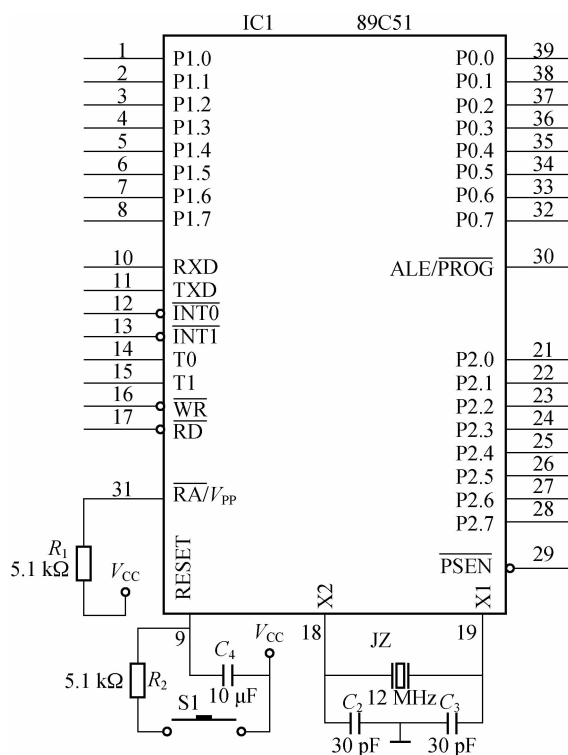 IC1 89C51
1 P1.0 P0.0 39
2 P1.1 P0.1 38
3 P1.2 P0.2 37
4 P1.3 P0.3 36
5 P1.4 P0.4 35
6 P1.5 P0.5 34
7 P1.6 P0.6 33
8 P1.7 P0.7 32
10 RXD ALE/PROG 30
11 TXD
12 INT0
13 INT1
14 T0 P2.0 21
15 T1 P2.1 22
16 WR P2.2 23
17 RD P2.3 24
P2.4 25
P2.5 26
31 RA/VPP P2.6 27
P2.7 28
R1
5.1 kΩ
VCC
RESET
X2
PSEN 29
X1
9
18
19
C4
10 μF
VCC
JZ
12 MHz
5.1 kΩ R2
S1
C2
30 pF
C3
30 pF